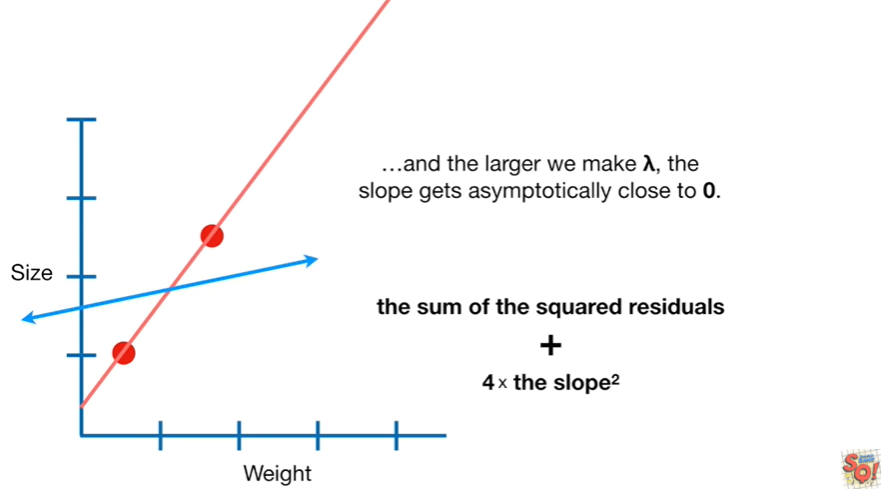 ...and the larger we make λ, the
slope gets asymptotically close to 0.
Size
the sum of the squared residuals
+
4 × the slope²
Weight
SQ!